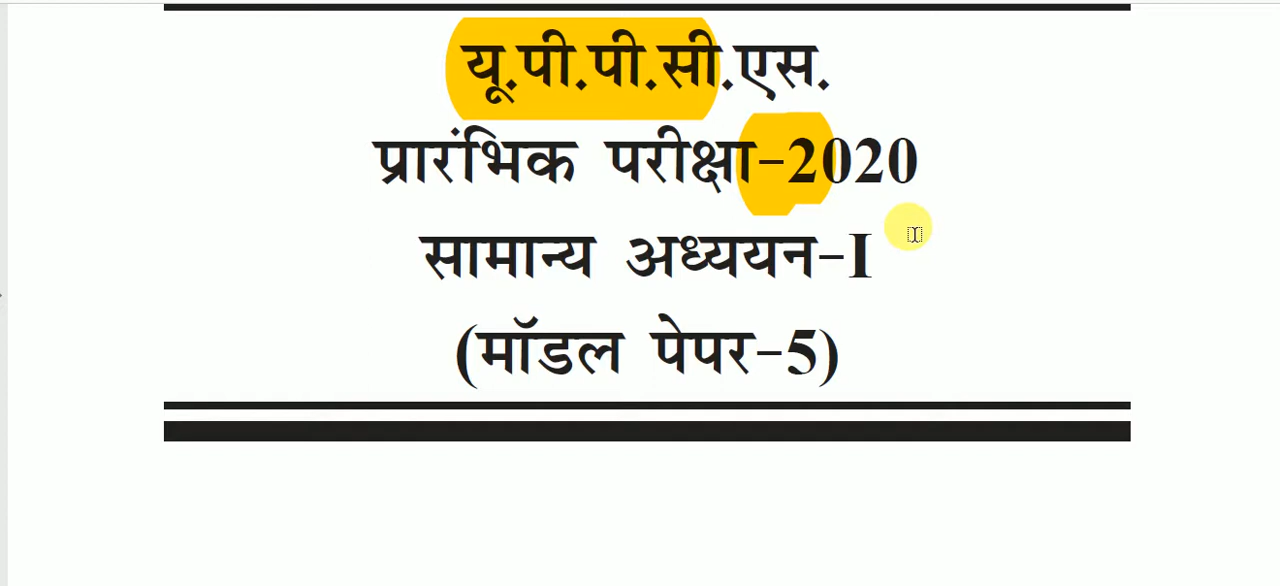 यू.पी.पी.सी.एस.
प्रारंभिक परीक्षा-2020
सामान्य अध्ययन-I
(मॉडल पेपर-5)